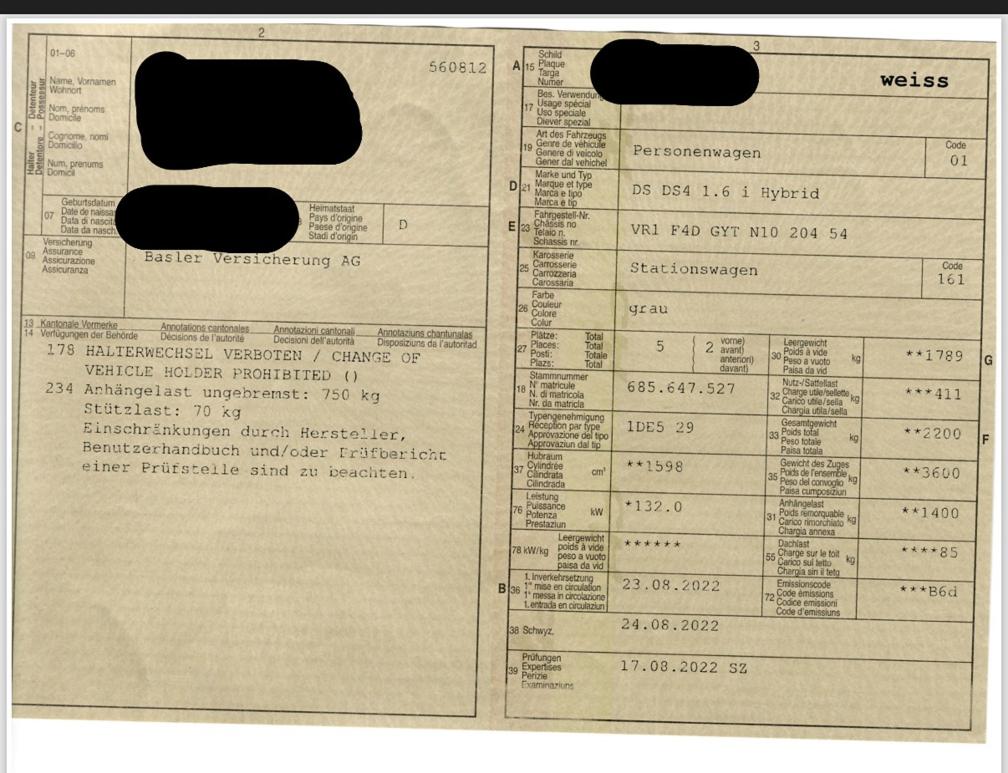 2
01–06
560812
Halter Détenteur
Detentore Possessur
Name, Vornamen
Wohnort
Nom, prénoms
Domicile
Cognome, nomi
Domicilio
Num, prenums
Domicil
C
07
Geburtsdatum
Date de naissa
Data di nascit
Data da nasch
Heimatstaat
Pays d'origine
Paese d'origine
Stadi d'origin
D
09
Versicherung
Assurance
Assicurazione
Assicuranza
Basler Versicherung AG
13 Kantonale Vermerke Annotations cantonales Annotazioni cantonali Annotaziuns chantunalas
14 Verfügungen der Behörde Décisions de l'autorité Decisioni dell'autorità Disposiziuns da l'autoritad
178 HALTERWECHSEL VERBOTEN / CHANGE OF
VEHICLE HOLDER PROHIBITED ()
234 Anhängelast ungebremst: 750 kg
Stützlast: 70 kg
Einschränkungen durch Hersteller,
Benutzerhandbuch und/oder Prüfbericht
einer Prüfstelle sind zu beachten.
3
A 15
Schild
Plaque
Targa
Numer
weiss
17
Bes. Verwendung
Usage spécial
Uso speciale
Diever spezial
19
Art des Fahrzeugs
Genre de véhicule
Genere di veicolo
Gener dal vehichel
Personenwagen
Code
01
D 21
Marke und Typ
Marque et type
Marca e tipo
Marca e tip
DS DS4 1.6 i Hybrid
E 23
Fahrgestell-Nr.
Châssis no
Telaio n.
Schassis nr.
VR1 F4D GYT N10 204 54
25
Karosserie
Carrosserie
Carrozzeria
Carossaria
Stationswagen
Code
161
26
Farbe
Couleur
Colore
Colur
grau
27
Plätze: Total
Places: Total
Posti: Totale
Plazs: Total
5
2
vorne)
avant)
anteriori)
davant)
30
Leergewicht
Poids à vide
Peso a vuoto
Paisa da vid
kg
**1789
G
18
Stammnummer
N° matricule
N. di matricola
Nr. da matricla
685.647.527
32
Nutz-/Sattellast
Charge utile/sellette
Carico utile/sella
Chargia utila/sella
kg
***411
24
Typengenehmigung
Réception par type
Approvazione del tipo
Approvaziun dal tip
1DE5 29
33
Gesamtgewicht
Poids total
Peso totale
Paisa totala
kg
**2200
F
37
Hubraum
Cylindrée
Cilindrata
Cilindrada
cm³
**1598
35
Gewicht des Zuges
Poids de l'ensemble
Peso del convoglio
Paisa cumposiziun
kg
**3600
76
Leistung
Puissance
Potenza
Prestaziun
kW
*132.0
31
Anhängelast
Poids remorquable
Carico rimorchiato
Chargia annexa
kg
**1400
78 kW/kg
Leergewicht
poids à vide
peso a vuoto
paisa da vid
******
55
Dachlast
Charge sur le toit
Carico sul tetto
Chargia sin il tetg
kg
****85
B 36
1. Inverkehrsetzung
1re mise en circulation
1a messa in circolazione
1. entrada en circulaziun
23.08.2022
72
Emissionscode
Code émissions
Codice emissioni
Code d'emissiuns
***B6d
38 Schwyz,
24.08.2022
39
Prüfungen
Expertises
Perizie
Examinaziuns
17.08.2022 SZ